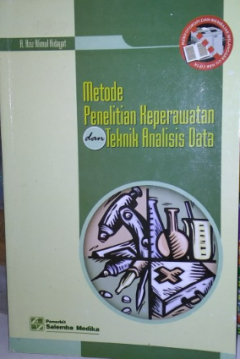 A. Aziz Alimul Hidayat
Metode
Penelitian Keperawatan
dan Teknik Analisis Data
Penerbit
Salemba Medika